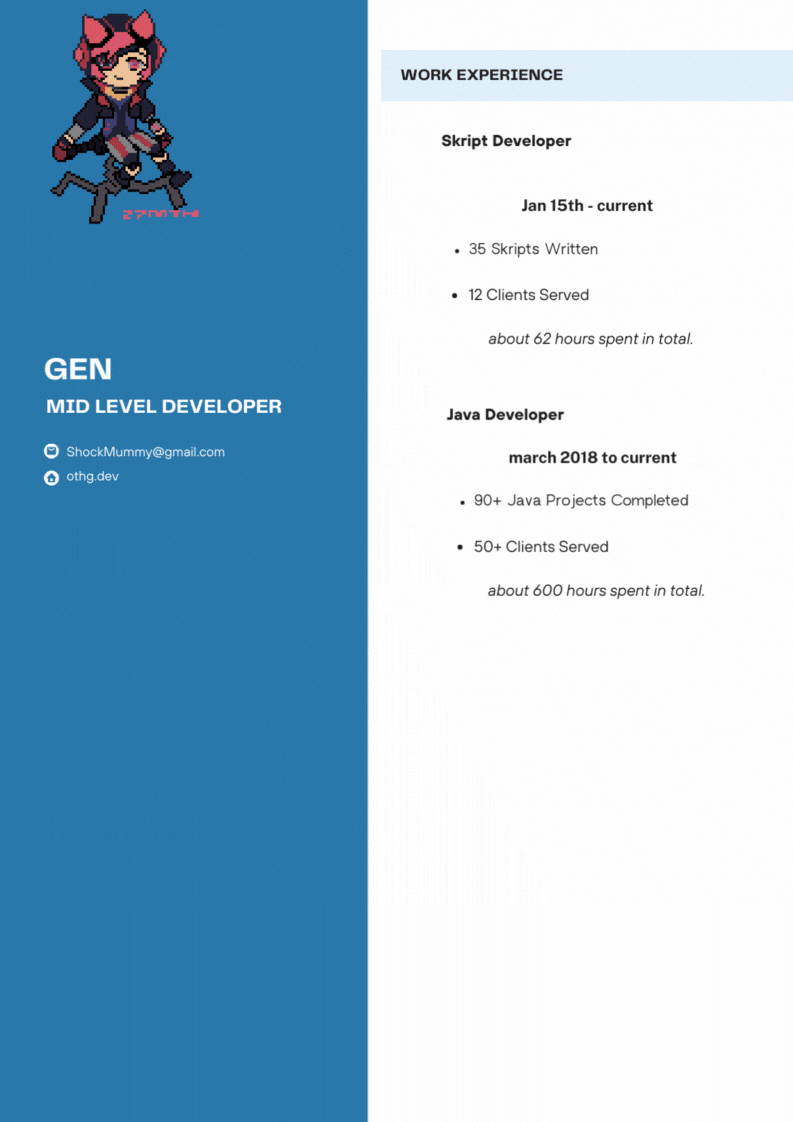 GEN
MID LEVEL DEVELOPER
ShockMummy@gmail.com
othg.dev
WORK EXPERIENCE
Skript Developer
Jan 15th - current
• 35 Skripts Written
• 12 Clients Served
about 62 hours spent in total.
Java Developer
march 2018 to current
• 90+ Java Projects Completed
• 50+ Clients Served
about 600 hours spent in total.